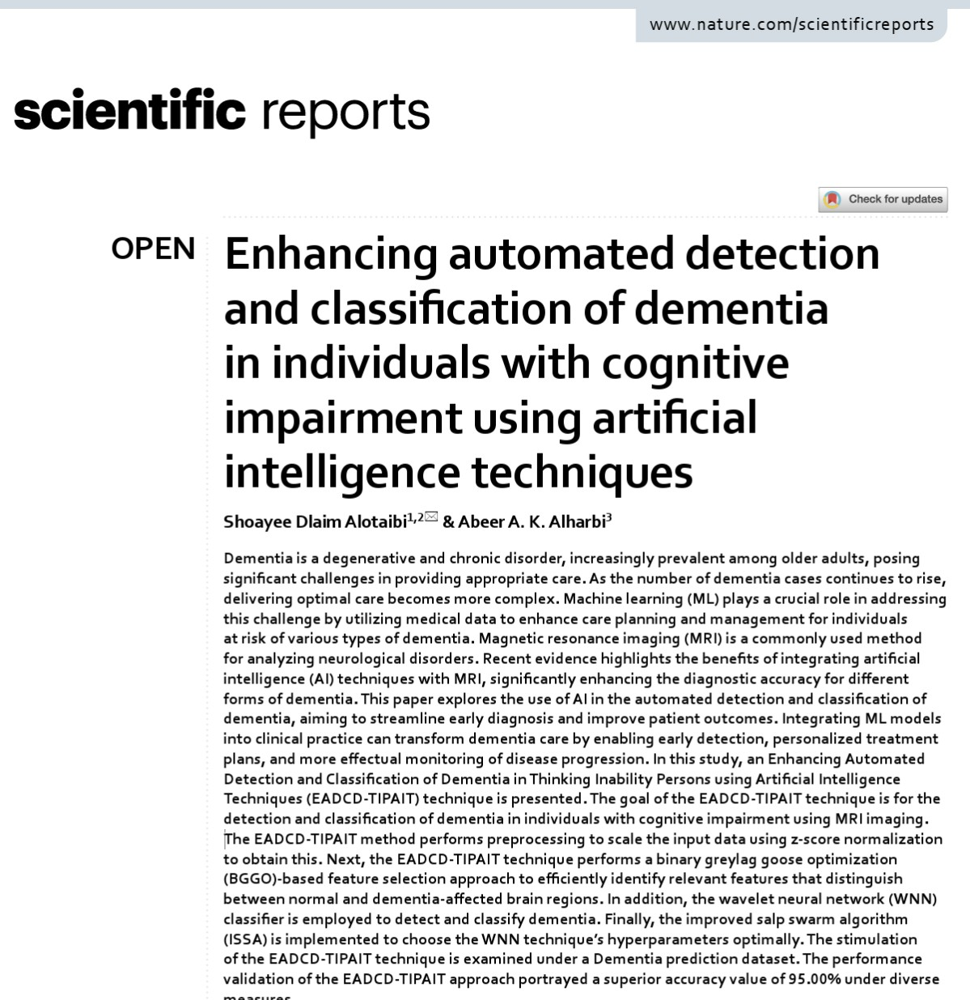 www.nature.com/scientificreports
scientific reports
Check for updates
OPEN
Enhancing automated detection
and classification of dementia
in individuals with cognitive
impairment using artificial
intelligence techniques
Shoayee Dlaim Alotaibi1,2✉ & Abeer A. K. Alharbi3
Dementia is a degenerative and chronic disorder, increasingly prevalent among older adults, posing
significant challenges in providing appropriate care. As the number of dementia cases continues to rise,
delivering optimal care becomes more complex. Machine learning (ML) plays a crucial role in addressing
this challenge by utilizing medical data to enhance care planning and management for individuals
at risk of various types of dementia. Magnetic resonance imaging (MRI) is a commonly used method
for analyzing neurological disorders. Recent evidence highlights the benefits of integrating artificial
intelligence (AI) techniques with MRI, significantly enhancing the diagnostic accuracy for different
forms of dementia. This paper explores the use of AI in the automated detection and classification of
dementia, aiming to streamline early diagnosis and improve patient outcomes. Integrating ML models
into clinical practice can transform dementia care by enabling early detection, personalized treatment
plans, and more effectual monitoring of disease progression. In this study, an Enhancing Automated
Detection and Classification of Dementia in Thinking Inability Persons using Artificial Intelligence
Techniques (EADCD-TIPAIT) technique is presented. The goal of the EADCD-TIPAIT technique is for the
detection and classification of dementia in individuals with cognitive impairment using MRI imaging.
The EADCD-TIPAIT method performs preprocessing to scale the input data using z-score normalization
to obtain this. Next, the EADCD-TIPAIT technique performs a binary greylag goose optimization
(BGGO)-based feature selection approach to efficiently identify relevant features that distinguish
between normal and dementia-affected brain regions. In addition, the wavelet neural network (WNN)
classifier is employed to detect and classify dementia. Finally, the improved salp swarm algorithm
(ISSA) is implemented to choose the WNN technique's hyperparameters optimally. The stimulation
of the EADCD-TIPAIT technique is examined under a Dementia prediction dataset. The performance
validation of the EADCD-TIPAIT approach portrayed a superior accuracy value of 95.00% under diverse
measures.